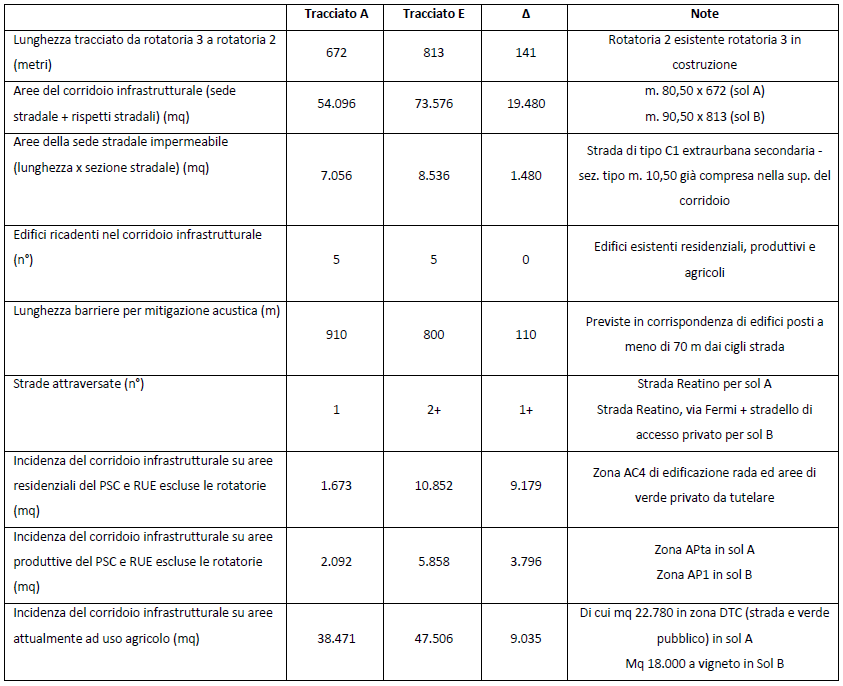 Tracciato A Tracciato E Δ Note
Lunghezza tracciato da rotatoria 3 a rotatoria 2
(metri)
672 813 141
Rotatoria 2 esistente rotatoria 3 in
costruzione
Aree del corridoio infrastrutturale (sede
stradale + rispetti stradali) (mq)
54.096 73.576 19.480
m. 80,50 x 672 (sol A)
m. 90,50 x 813 (sol B)
Aree della sede stradale impermeabile
(lunghezza x sezione stradale) (mq)
7.056 8.536 1.480
Strada di tipo C1 extraurbana secondaria -
sez. tipo m. 10,50 già compresa nella sup. del
corridoio
Edifici ricadenti nel corridoio infrastrutturale
(n°)
5 5 0
Edifici esistenti residenziali, produttivi e
agricoli
Lunghezza barriere per mitigazione acustica (m)
910 800 110
Previste in corrispondenza di edifici posti a
meno di 70 m dai cigli strada
Strade attraversate (n°)
1 2+ 1+
Strada Reatino per sol A
Strada Reatino, via Fermi + stradello di
accesso privato per sol B
Incidenza del corridoio infrastrutturale su aree
residenziali del PSC e RUE escluse le rotatorie
(mq)
1.673 10.852 9.179
Zona AC4 di edificazione rada ed aree di
verde privato da tutelare
Incidenza del corridoio infrastrutturale su aree
produttive del PSC e RUE escluse le rotatorie
(mq)
2.092 5.858 3.796
Zona APta in sol A
Zona AP1 in sol B
Incidenza del corridoio infrastrutturale su aree
attualmente ad uso agricolo (mq)
38.471 47.506 9.035
Di cui mq 22.780 in zona DTC (strada e verde
pubblico) in sol A
Mq 18.000 a vigneto in Sol B